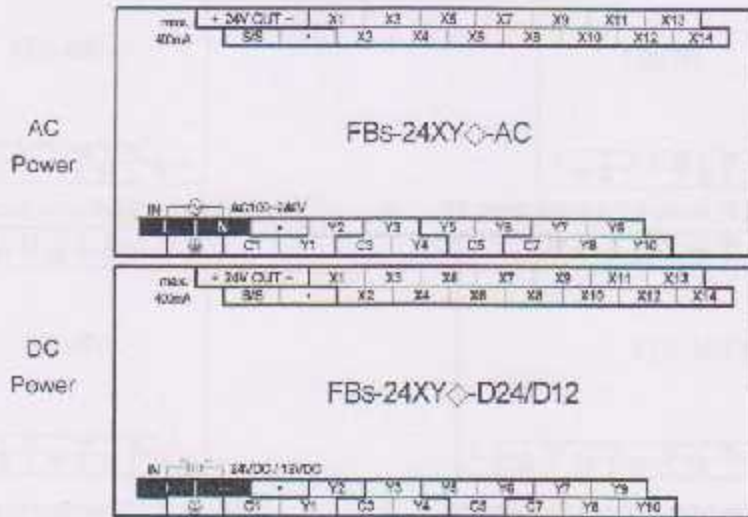 max. + 24V OUT - X1 X3 X5 X7 X9 X11 X13
400mA S/S • X2 X4 X6 X8 X10 X12 X14
AC
Power
FBs-24XY◇-AC
IN AC100~240V
• Y2 Y3 Y5 Y6 Y7 Y9
C1 Y1 C3 Y4 C5 C7 Y8 Y10
max. + 24V OUT - X1 X3 X5 X7 X9 X11 X13
400mA S/S • X2 X4 X6 X8 X10 X12 X14
DC
Power
FBs-24XY◇-D24/D12
IN 24VDC / 12VDC
• Y2 Y3 Y5 Y6 Y7 Y9
C1 Y1 C3 Y4 C5 C7 Y8 Y10